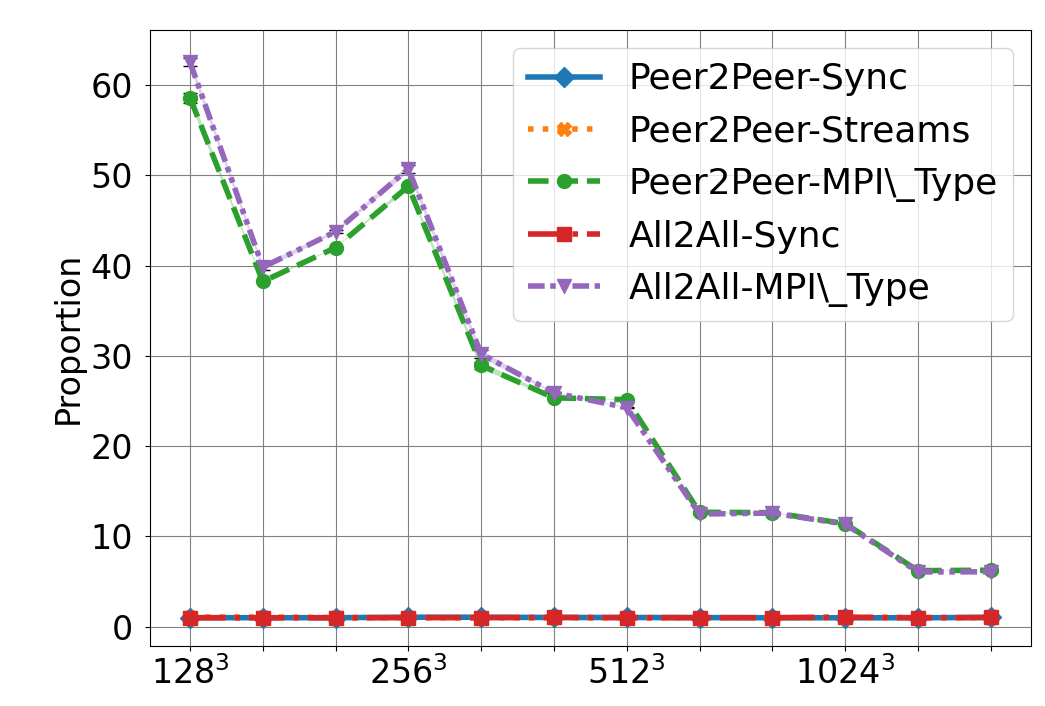 Proportion
60
50
40
30
20
10
0
128³
256³
512³
1024³
Peer2Peer-Sync
Peer2Peer-Streams
Peer2Peer-MPI\_Type
All2All-Sync
All2All-MPI\_Type